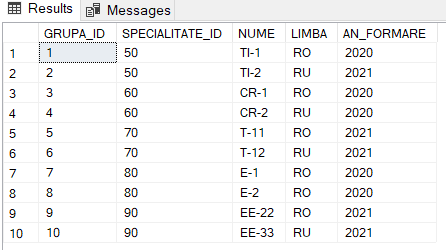 Results Messages
GRUPA_ID SPECIALITATE_ID NUME LIMBA AN_FORMARE
1 1 50 TI-1 RO 2020
2 2 50 TI-2 RU 2021
3 3 60 CR-1 RO 2020
4 4 60 CR-2 RU 2020
5 5 70 T-11 RO 2021
6 6 70 T-12 RU 2021
7 7 80 E-1 RO 2020
8 8 80 E-2 RO 2020
9 9 90 EE-22 RO 2021
10 10 90 EE-33 RU 2021